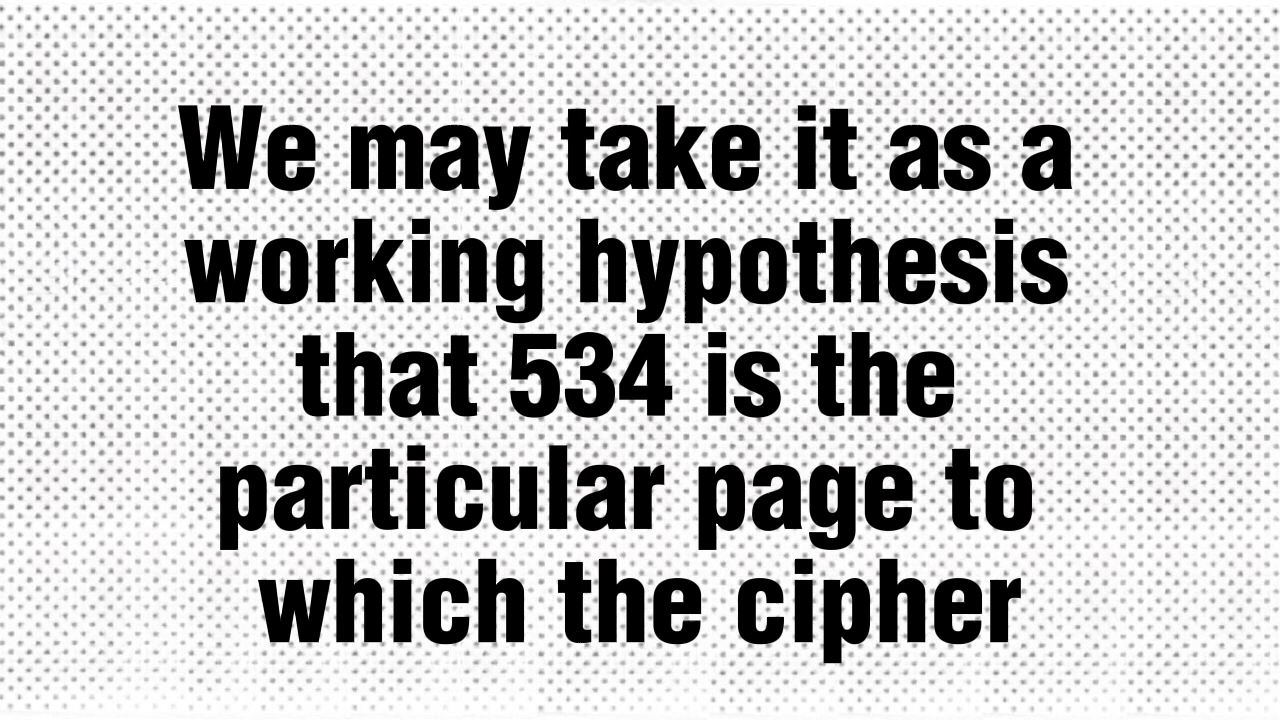 We may take it as a
working hypothesis
that 534 is the
particular page to
which the cipher